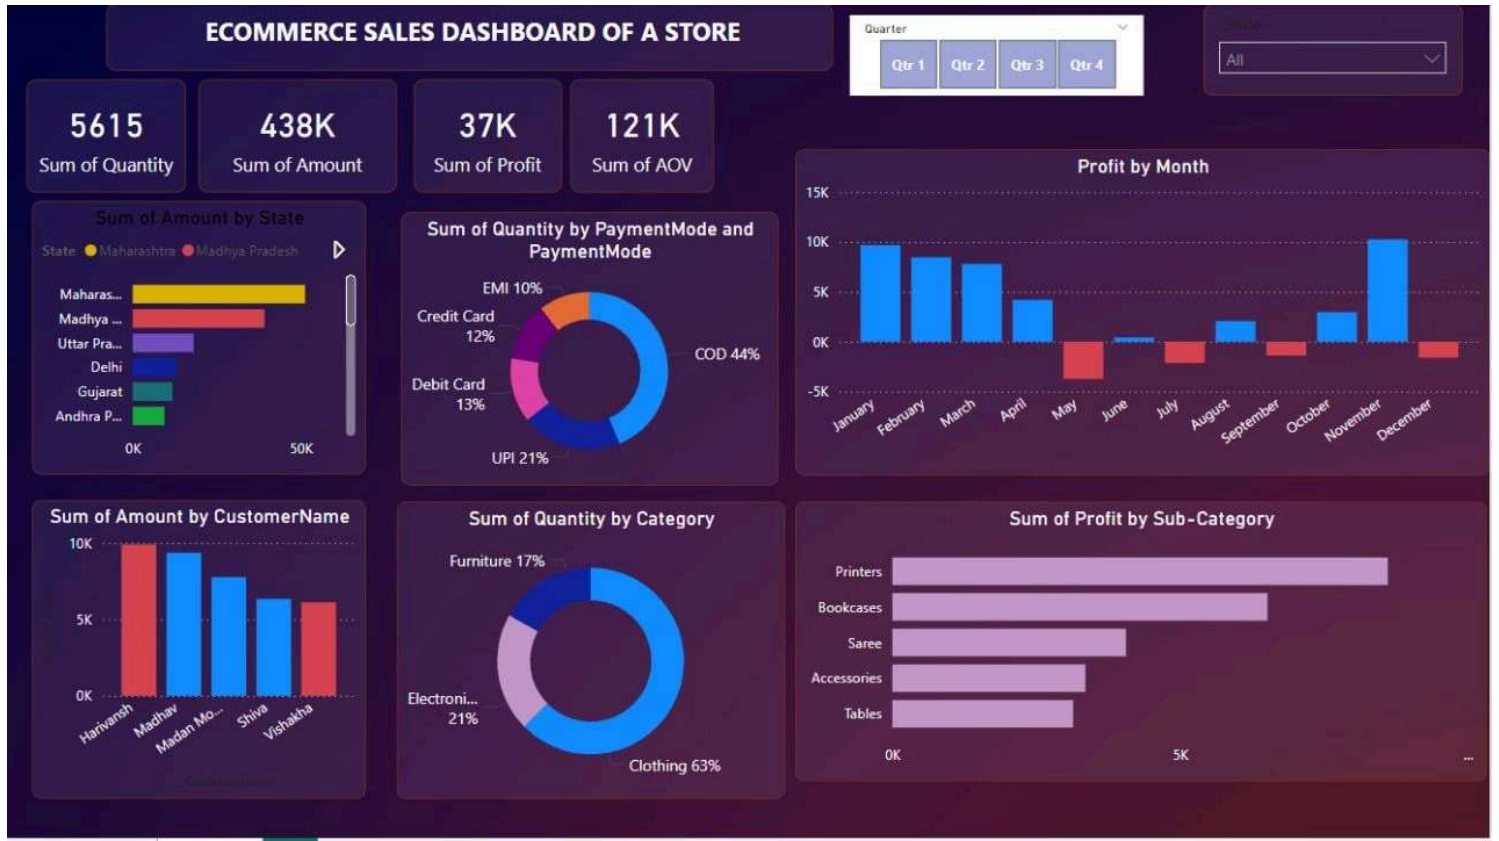 ECOMMERCE SALES DASHBOARD OF A STORE
Quarter
Qtr 1
Qtr 2
Qtr 3
Qtr 4
State
All
5615
Sum of Quantity
438K
Sum of Amount
37K
Sum of Profit
121K
Sum of AOV
Sum of Amount by State
State
Maharashtra
Madhya Pradesh
Maharas...
Madhya ...
Uttar Pra...
Delhi
Gujarat
Andhra P...
0K
50K
Sum of Quantity by PaymentMode and
PaymentMode
EMI 10%
Credit Card
12%
Debit Card
13%
UPI 21%
COD 44%
Profit by Month
15K
10K
5K
0K
-5K
January
February
March
April
May
June
July
August
September
October
November
December
Sum of Amount by CustomerName
10K
5K
0K
Harivansh
Madhav
Madan Mo...
Shiva
Vishakha
Sum of Quantity by Category
Furniture 17%
Electroni...
21%
Clothing 63%
Sum of Profit by Sub-Category
Printers
Bookcases
Saree
Accessories
Tables
0K
5K
...